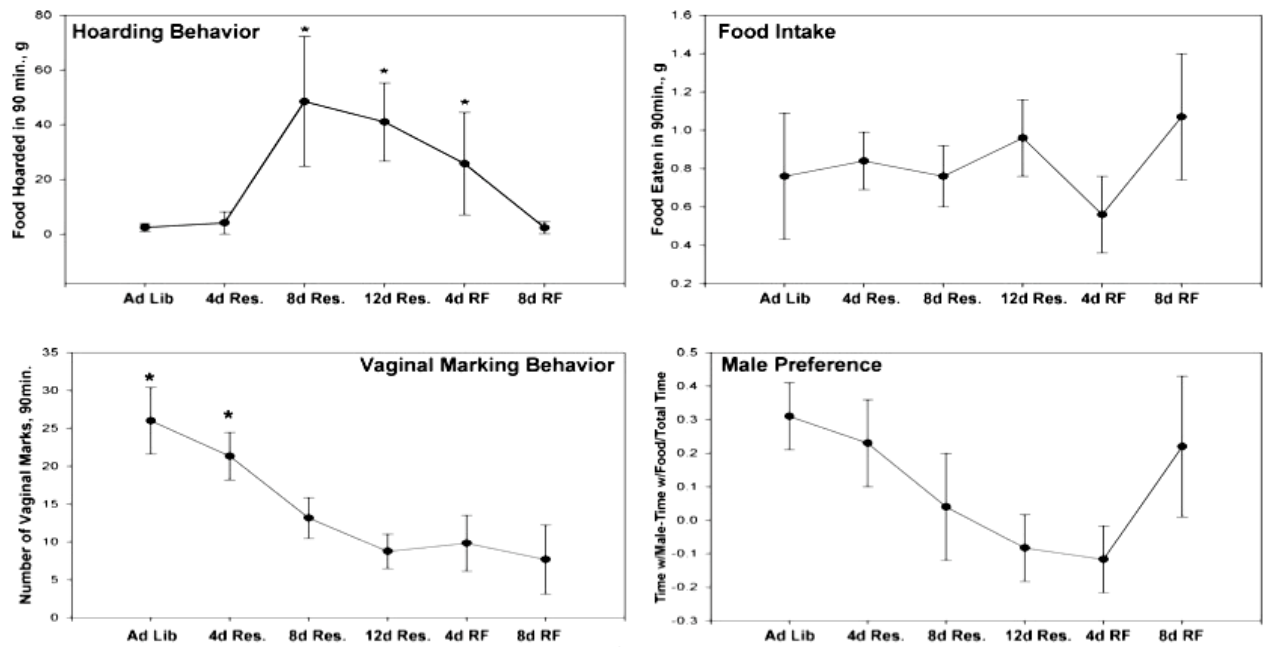 Hoarding Behavior
Food Hoarded in 90 min., g
80
60
40
20
0
*
*
*
Ad Lib 4d Res. 8d Res. 12d Res. 4d RF 8d RF
Food Intake
Food Eaten in 90min., g
1.6
1.4
1.2
1.0
0.8
0.6
0.4
0.2
Ad Lib 4d Res. 8d Res. 12d Res. 4d RF 8d RF
Vaginal Marking Behavior
Number of Vaginal Marks, 90min.
35
30
25
20
15
10
5
0
*
*
Ad Lib 4d Res. 8d Res. 12d Res. 4d RF 8d RF
Male Preference
Time w/Male-Time w/Food/Total Time
0.5
0.4
0.3
0.2
0.1
0.0
-0.1
-0.2
-0.3
Ad Lib 4d Res. 8d Res. 12d Res. 4d RF 8d RF